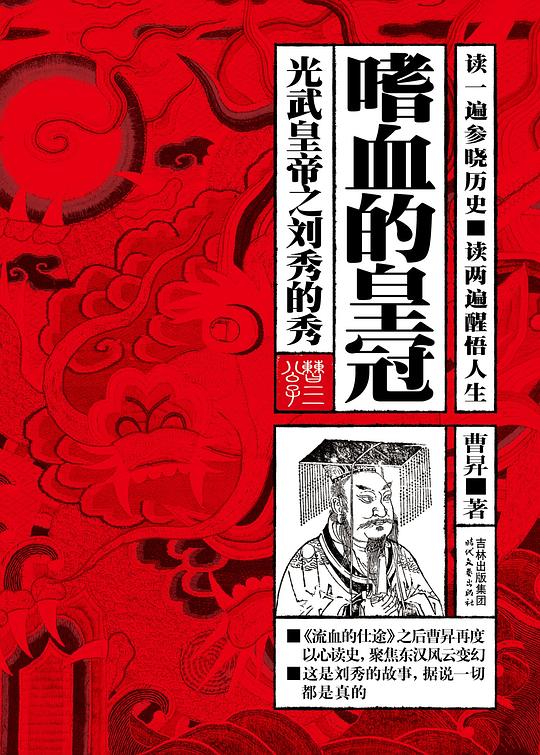 读一遍参晓历史■读两遍醒悟人生
嗜血的皇冠
光武皇帝之刘秀的秀
曹三
公子
曹昇■著
吉林出版集团
时代文艺出版社
■《流血的仕途》之后曹昇再度
以心读史，聚焦东汉风云变幻
■这是刘秀的故事，据说一切
都是真的